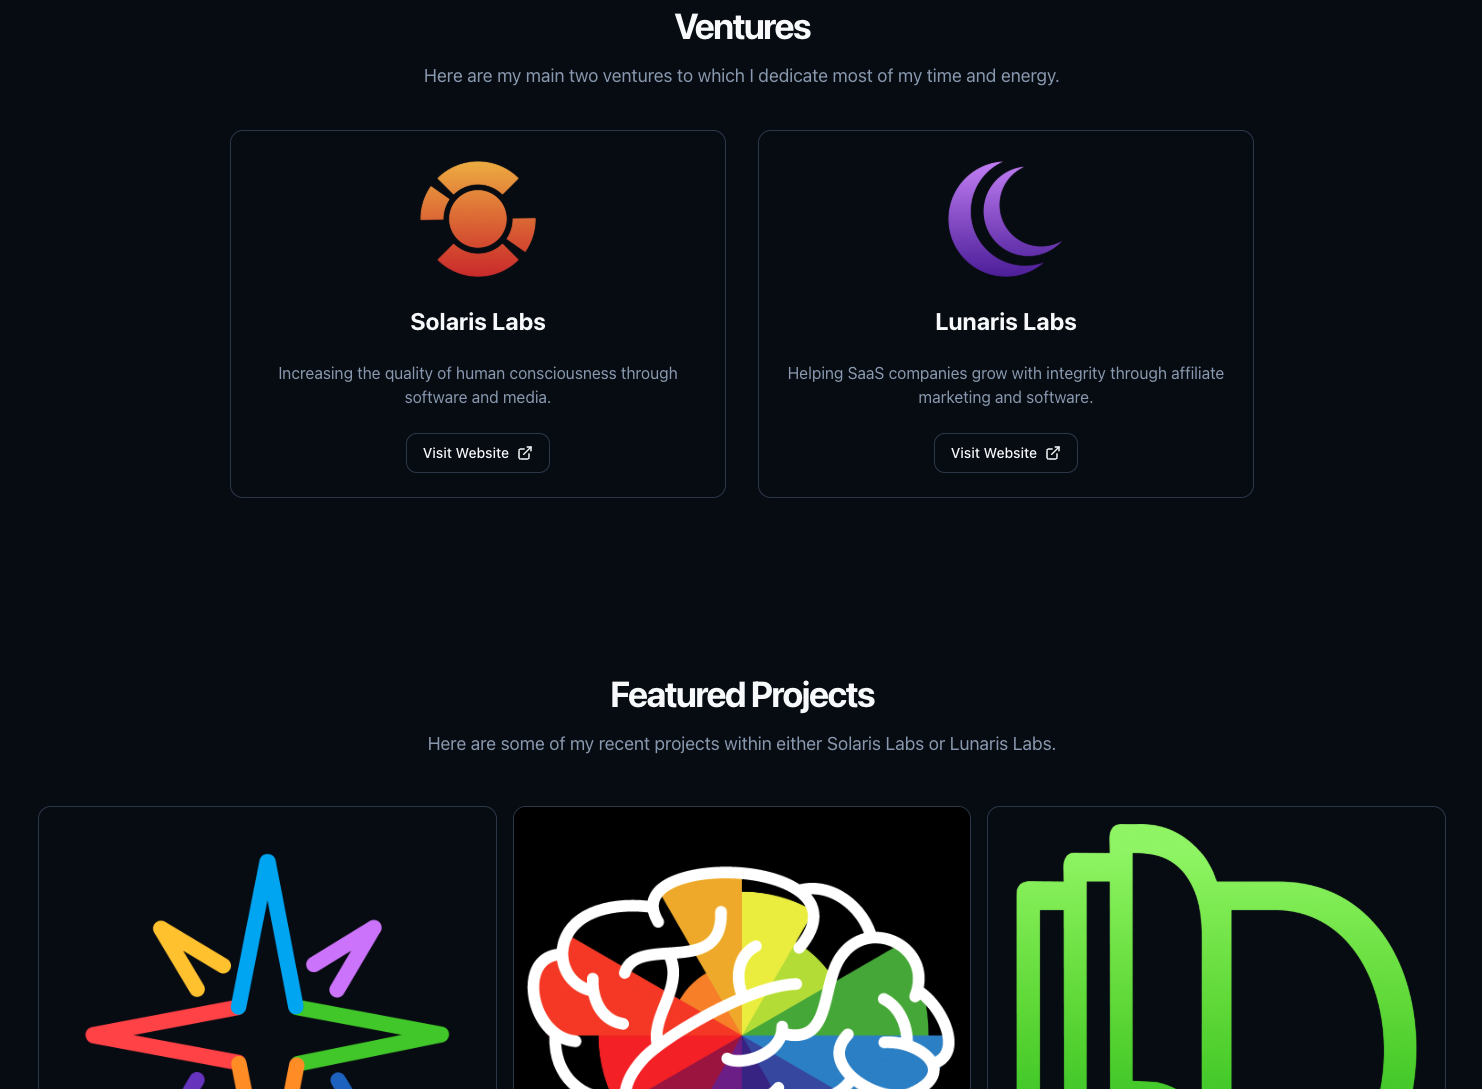 Ventures
Here are my main two ventures to which I dedicate most of my time and energy.
Solaris Labs
Increasing the quality of human consciousness through
software and media.
Visit Website
Lunaris Labs
Helping SaaS companies grow with integrity through affiliate
marketing and software.
Visit Website
Featured Projects
Here are some of my recent projects within either Solaris Labs or Lunaris Labs.